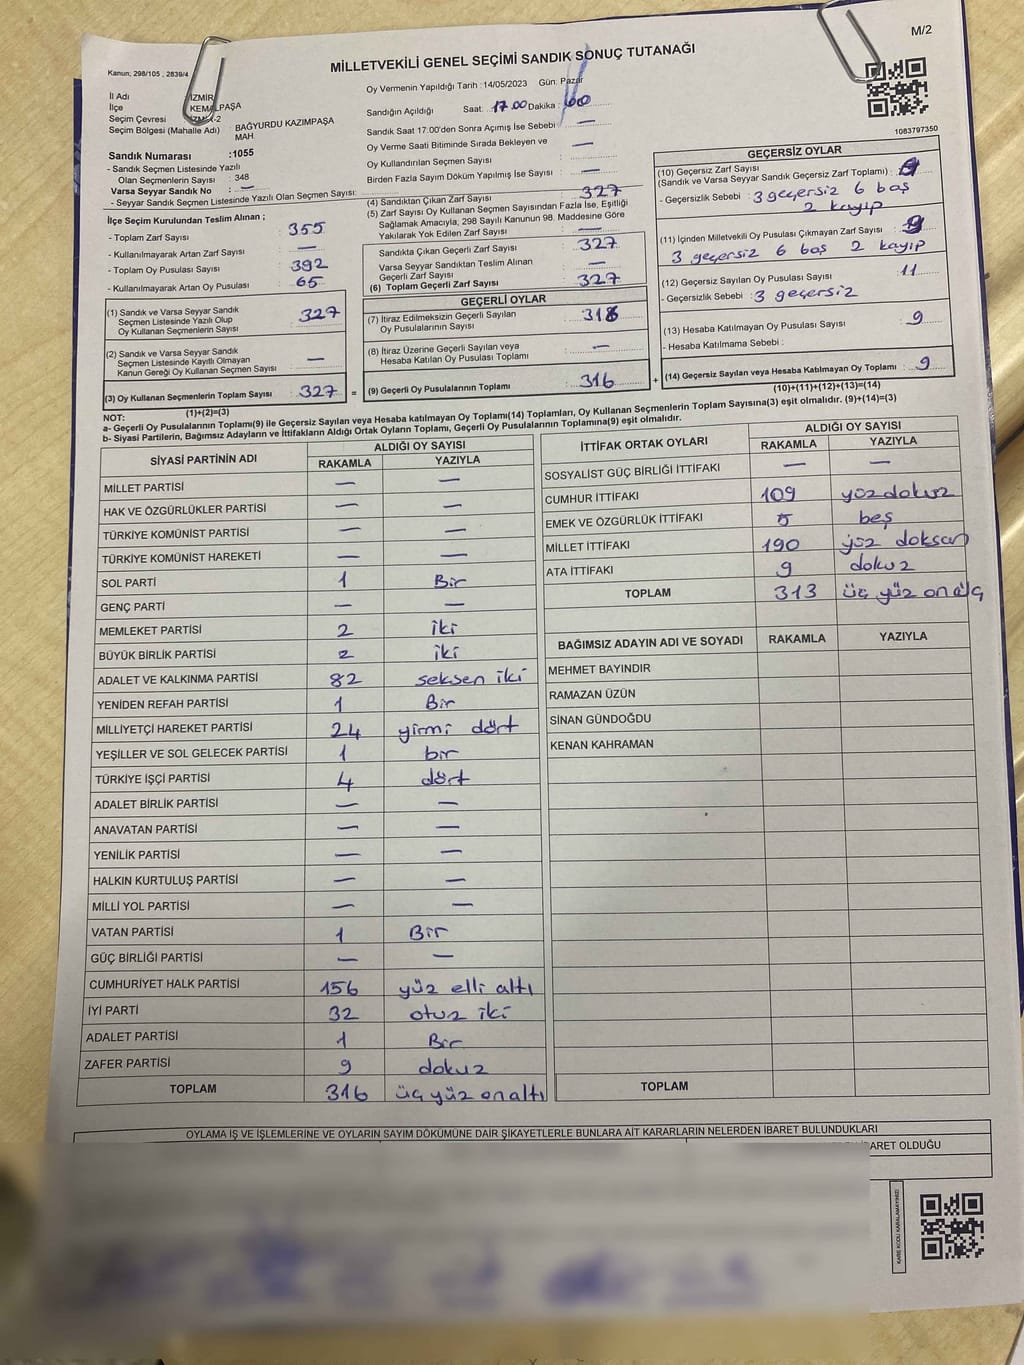 M/2
MİLLETVEKİLİ GENEL SEÇİMİ SANDIK SONUÇ TUTANAĞI
Kanun; 298/105 , 2839/4
Oy Vermenin Yapıldığı Tarih :14/05/2023 Gün: Pazar
İl Adı : İZMİR
İlçe KEMALPAŞA
Seçim Çevresi İZMİR-2
Seçim Bölgesi (Mahalle Adı) : BAĞYURDU KAZIMPAŞA MAH.
Sandık Numarası :1055
- Sandık Seçmen Listesinde Yazılı
Olan Seçmenlerin Sayısı : 348
Varsa Seyyar Sandık No : —
- Seyyar Sandık Seçmen Listesinde Yazılı Olan Seçmen Sayısı:
İlçe Seçim Kurulundan Teslim Alınan ;
- Toplam Zarf Sayısı : 355
- Kullanılmayarak Artan Zarf Sayısı : —
- Toplam Oy Pusulası Sayısı : 392
- Kullanılmayarak Artan Oy Pusulası : 65
(1) Sandık ve Varsa Seyyar Sandık
Seçmen Listesinde Yazılı Olup
Oy Kullanan Seçmenlerin Sayısı : 327
(2) Sandık ve Varsa Seyyar Sandık
Seçmen Listesinde Kayıtlı Olmayan
Kanun Gereği Oy Kullanan Seçmen Sayısı : —
(3) Oy Kullanan Seçmenlerin Toplam Sayısı : 327
(1)+(2)=(3)
Sandığın Açıldığı Saat: 17.00 Dakika : 00
Sandık Saat 17.00'den Sonra Açımış İse Sebebi : —
Oy Verme Saati Bitiminde Sırada Bekleyen ve
Oy Kullandırılan Seçmen Sayısı : —
Birden Fazla Sayım Döküm Yapılmış İse Sayısı : —
(4) Sandıktan Çıkan Zarf Sayısı : 327
(5) Zarf Sayısı Oy Kullanan Seçmen Sayısından Fazla İse, Eşitliği
Sağlamak Amacıyla; 298 Sayılı Kanunun 98. Maddesine Göre
Yakılarak Yok Edilen Zarf Sayısı : —
Sandıkta Çıkan Geçerli Zarf Sayısı : 327
Varsa Seyyar Sandıktan Teslim Alınan
Geçerli Zarf Sayısı : —
(6) Toplam Geçerli Zarf Sayısı : 327
GEÇERLİ OYLAR
(7) İtiraz Edilmeksizin Geçerli Sayılan
Oy Pusulalarının Sayısı : 316
(8) İtiraz Üzerine Geçerli Sayılan veya
Hesaba Katılan Oy Pusulası Toplamı : —
= (9) Geçerli Oy Pusulalarının Toplamı : 316
1083797350
GEÇERSİZ OYLAR
(10) Geçersiz Zarf Sayısı
(Sandık ve Varsa Seyyar Sandık Geçersiz Zarf Toplamı) :
- Geçersizlik Sebebi : 3 geçersiz 6 boş
2 kayıp
(11) İçinden Milletvekili Oy Pusulası Çıkmayan Zarf Sayısı :
3 geçersiz 6 boş 2 kayıp
(12) Geçersiz Sayılan Oy Pusulası Sayısı : 11
- Geçersizlik Sebebi : 3 geçersiz
(13) Hesaba Katılmayan Oy Pusulası Sayısı : 9
- Hesaba Katılmama Sebebi :
+ (14) Geçersiz Sayılan veya Hesaba Katılmayan Oy Toplamı : 9
(10)+(11)+(12)+(13)=(14)
NOT:
a- Geçerli Oy Pusulalarının Toplamı(9) ile Geçersiz Sayılan veya Hesaba katılmayan Oy Toplamı(14) Toplamları, Oy Kullanan Seçmenlerin Toplam Sayısına(3) eşit olmalıdır. (9)+(14)=(3)
b- Siyasi Partilerin, Bağımsız Adayların ve İttifakların Aldığı Ortak Oyların Toplamı, Geçerli Oy Pusulalarının Toplamına(9) eşit olmalıdır.
SİYASİ PARTİNİN ADI ALDIĞI OY SAYISI
RAKAMLA YAZIYLA
MİLLET PARTİSİ — —
HAK VE ÖZGÜRLÜKLER PARTİSİ — —
TÜRKİYE KOMÜNİST PARTİSİ — —
TÜRKİYE KOMÜNİST HAREKETİ — —
SOL PARTİ 1 Bir
GENÇ PARTİ — —
MEMLEKET PARTİSİ 2 iki
BÜYÜK BİRLİK PARTİSİ 2 iki
ADALET VE KALKINMA PARTİSİ 82 seksen iki
YENİDEN REFAH PARTİSİ 1 Bir
MİLLİYETÇİ HAREKET PARTİSİ 24 yirmi dört
YEŞİLLER VE SOL GELECEK PARTİSİ 1 bir
TÜRKİYE İŞÇİ PARTİSİ 4 dört
ADALET BİRLİK PARTİSİ — —
ANAVATAN PARTİSİ — —
YENİLİK PARTİSİ — —
HALKIN KURTULUŞ PARTİSİ — —
MİLLİ YOL PARTİSİ — —
VATAN PARTİSİ 1 Bir
GÜÇ BİRLİĞİ PARTİSİ — —
CUMHURİYET HALK PARTİSİ 156 yüz elli altı
İYİ PARTİ 32 otuz iki
ADALET PARTİSİ 1 Bir
ZAFER PARTİSİ 9 dokuz
TOPLAM 316 üç yüz onaltı
İTTİFAK ORTAK OYLARI ALDIĞI OY SAYISI
RAKAMLA YAZIYLA
SOSYALİST GÜÇ BİRLİĞİ İTTİFAKI — —
CUMHUR İTTİFAKI 109 yüz dokuz
EMEK VE ÖZGÜRLÜK İTTİFAKI 5 beş
MİLLET İTTİFAKI 190 yüz doksan
ATA İTTİFAKI 9 dokuz
TOPLAM 313 üç yüz onüç
BAĞIMSIZ ADAYIN ADI VE SOYADI RAKAMLA YAZIYLA
MEHMET BAYINDIR
RAMAZAN ÜZÜN
SİNAN GÜNDOĞDU
KENAN KAHRAMAN
TOPLAM
OYLAMA İŞ VE İŞLEMLERİNE VE OYLARIN SAYIM DÖKÜMÜNE DAİR ŞİKAYETLERLE BUNLARA AİT KARARLARIN NELERDEN İBARET BULUNDUKLARI
İBARET OLDUĞU
KARE KODU KARALAMAYINIZ!